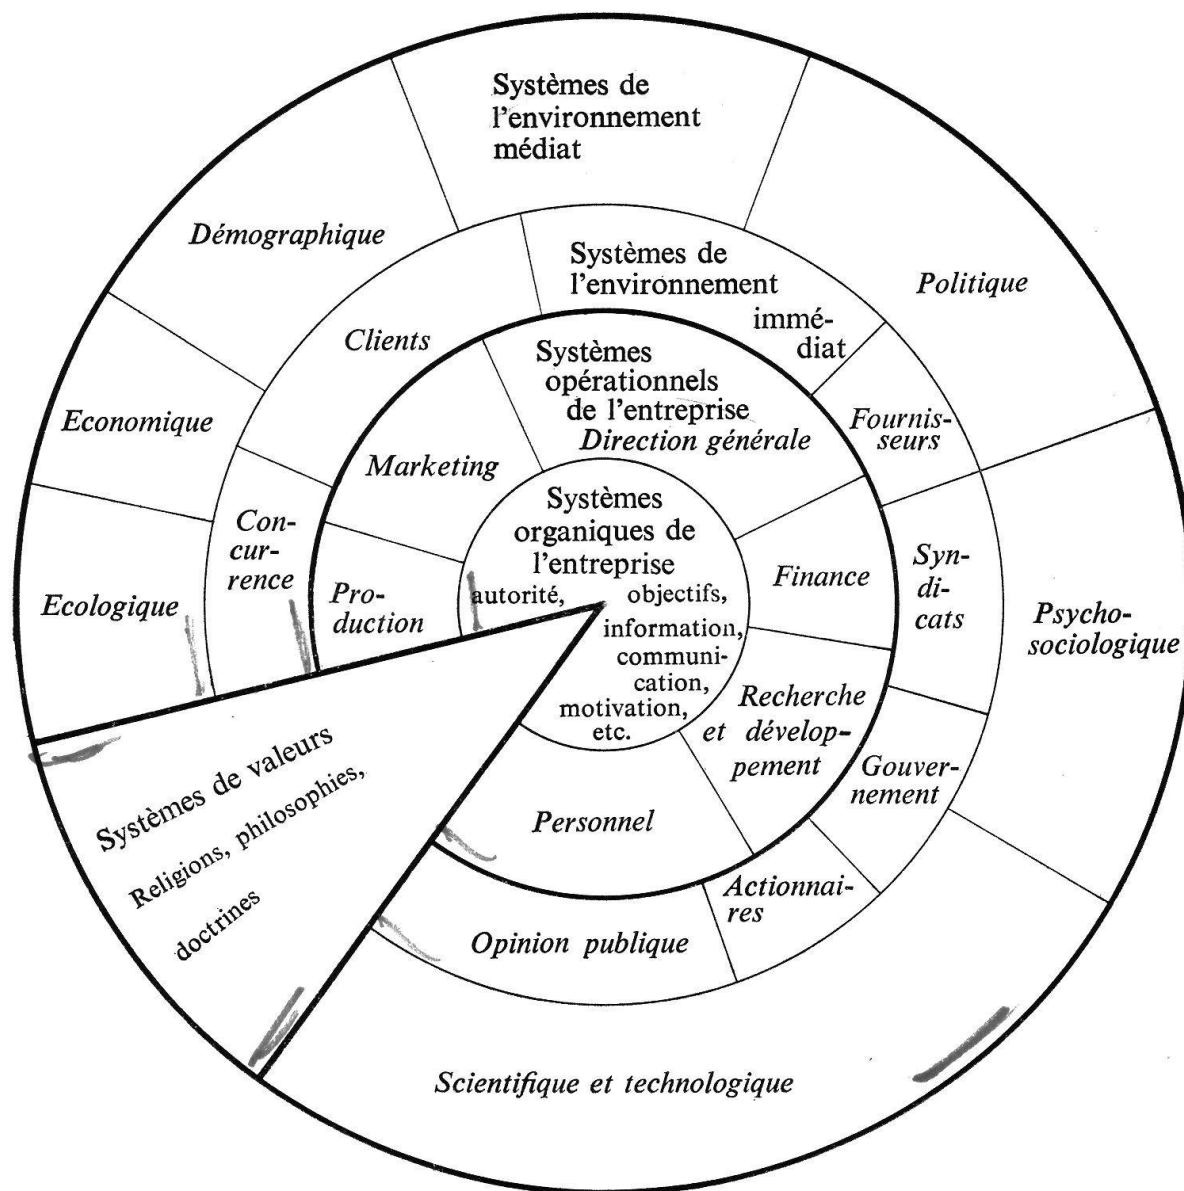 Systèmes de
l'environnement
médiat
Démographique
Politique
Economique
Ecologique
Psycho-
sociologique
Scientifique et technologique
Systèmes de
l'environnement
immé-
diat
Clients
Fournis-
seurs
Con-
cur-
rence
Syn-
di-
cats
Gouver-
nement
Actionnai-
res
Opinion publique
Systèmes
opérationnels
de l'entreprise
Direction générale
Marketing
Finance
Pro-
duction
Recherche
et dévelop-
pement
Personnel
Systèmes
organiques de
l'entreprise
autorité, objectifs,
information,
communi-
cation,
motivation,
etc.
Systèmes de valeurs
Religions, philosophies,
doctrines